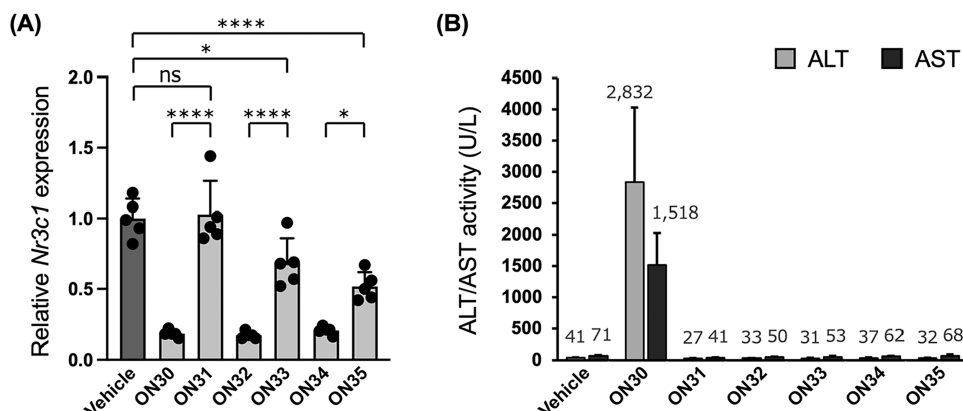 (A)
****
*
ns
**** **** *
Relative Nr3c1 expression
2.0
1.5
1.0
0.5
0.0
Vehicle ON30 ON31 ON32 ON33 ON34 ON35
(B)
ALT AST
ALT/AST activity (U/L)
4500
4000
3500
3000
2500
2000
1500
1000
500
0
2,832
1,518
41 71 27 41 33 50 31 53 37 62 32 68
Vehicle ON30 ON31 ON32 ON33 ON34 ON35